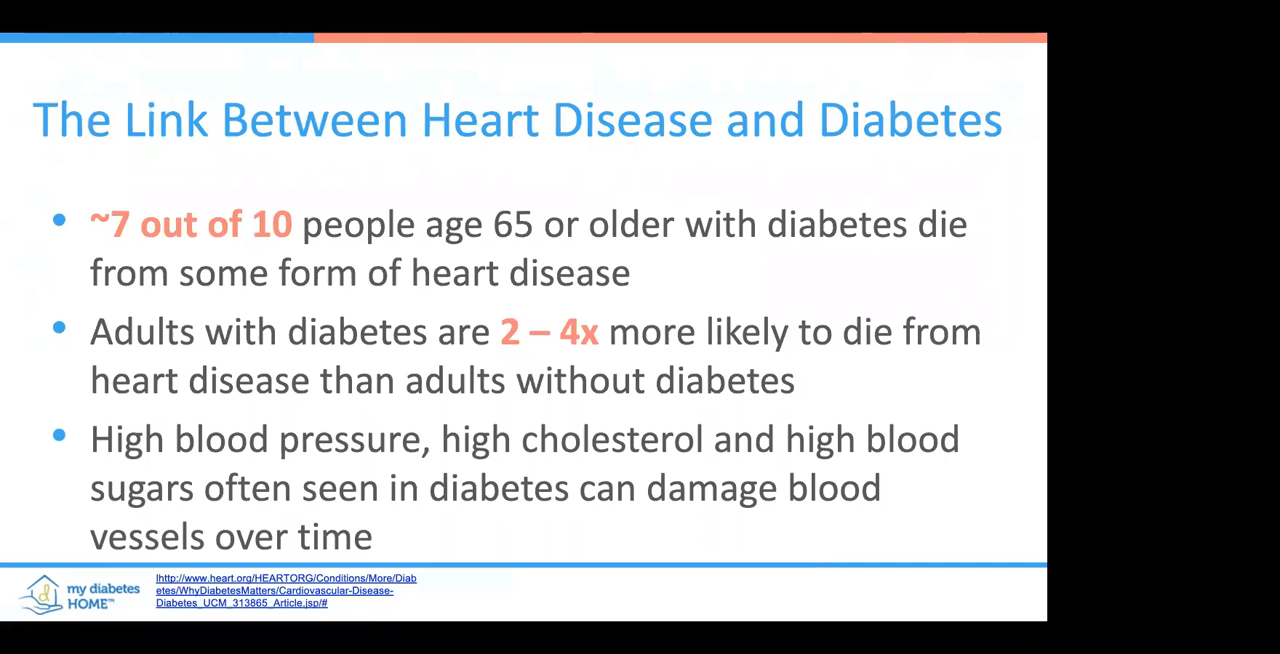 The Link Between Heart Disease and Diabetes
• ~7 out of 10 people age 65 or older with diabetes die
from some form of heart disease
• Adults with diabetes are 2 – 4x more likely to die from
heart disease than adults without diabetes
• High blood pressure, high cholesterol and high blood
sugars often seen in diabetes can damage blood
vessels over time
my diabetes
HOME™
lhttp://www.heart.org/HEARTORG/Conditions/More/Diab
etes/WhyDiabetesMatters/Cardiovascular-Disease-
Diabetes_UCM_313865_Article.jsp/#